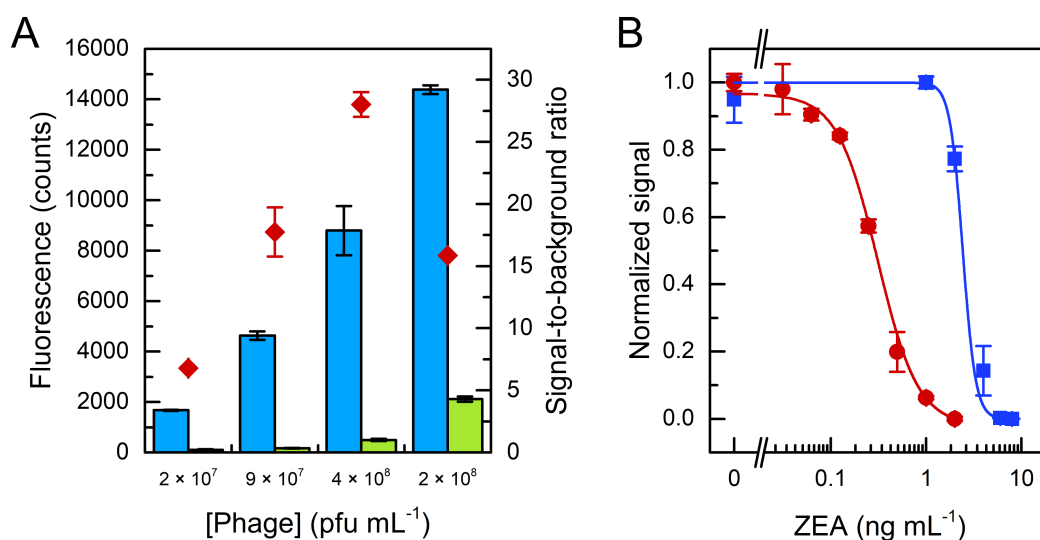 A
Fluorescence (counts)
16000
14000
12000
10000
8000
6000
4000
2000
0
30
25
20
15
10
5
0
Signal-to-background ratio
2 × 10⁷ 9 × 10⁷ 4 × 10⁸ 2 × 10⁸
[Phage] (pfu mL⁻¹)
B
Normalized signal
1.0
0.8
0.6
0.4
0.2
0.0
0 0.1 1 10
ZEA (ng mL⁻¹)